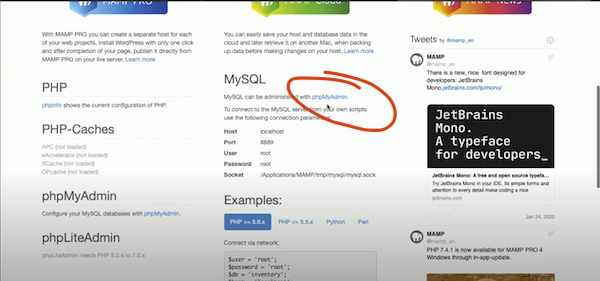 MAMP PRO
With MAMP PRO you can create a separate host for each
of your web projects. Install WordPress with only one click
and after completion of your page, publish it directly from
MAMP PRO on your live server. Learn more
PHP
phpinfo shows the current configuration of PHP.
PHP-Caches
APC (not loaded)
eAccelerator (not loaded)
XCache (not loaded)
OPcache (not loaded)
phpMyAdmin
Configure your MySQL databases with phpMyAdmin.
phpLiteAdmin
phpLiteAdmin needs PHP 5.2.4 to 7.0.x
MAMP Cloud
You can easily save your host and database data in the
cloud and later retrieve it on another Mac, when backing
up data before making changes on your host. Learn more
MySQL
MySQL can be administered with phpMyAdmin.
To connect to the MySQL server from your own scripts
use the following connection parameters:
Host localhost
Port 8889
User root
Password root
Socket /Applications/MAMP/tmp/mysql/mysql.sock
Examples:
PHP >= 5.6.x PHP <= 5.5.x Python Perl
Connect via network:
$user = 'root';
$password = 'root';
$db = 'inventory';
MAMP News
Tweets by @mamp_en
MAMP
@mamp_en
There is a new, nice font designed for
developers: JetBrains
Mono.jetbrains.com/lp/mono/
JetBrains
Mono.
A typeface
for developers_
JetBrains Mono: A free and open source typefa...
Try JetBrains Mono in your IDE. Its simple forms and
attention to every detail make coding a nice
jetbrains.com
Jan 24, 2020
MAMP
@mamp_en
PHP 7.4.1 is now available for MAMP PRO 4
Windows through in-app-update.